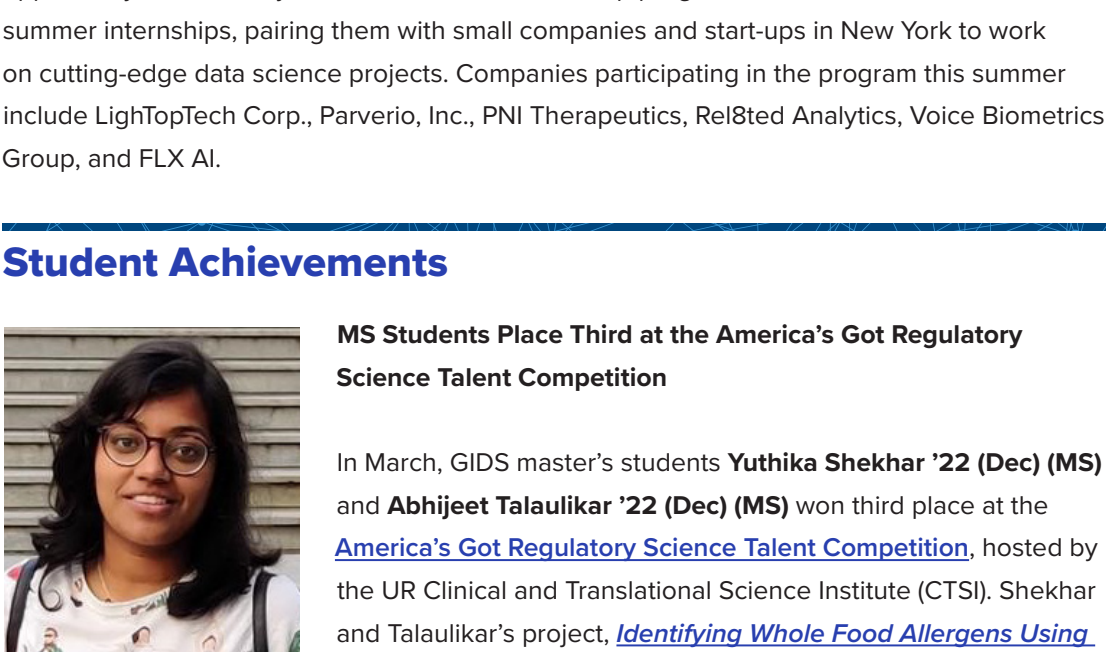 summer internships, pairing them with small companies and start-ups in New York to work
on cutting-edge data science projects. Companies participating in the program this summer
include LighTopTech Corp., Parverio, Inc., PNI Therapeutics, Rel8ted Analytics, Voice Biometrics
Group, and FLX AI.
Student Achievements
MS Students Place Third at the America’s Got Regulatory
Science Talent Competition
In March, GIDS master’s students Yuthika Shekhar ’22 (Dec) (MS)
and Abhijeet Talaulikar ’22 (Dec) (MS) won third place at the
America’s Got Regulatory Science Talent Competition, hosted by
the UR Clinical and Translational Science Institute (CTSI). Shekhar
and Talaulikar’s project, Identifying Whole Food Allergens Using